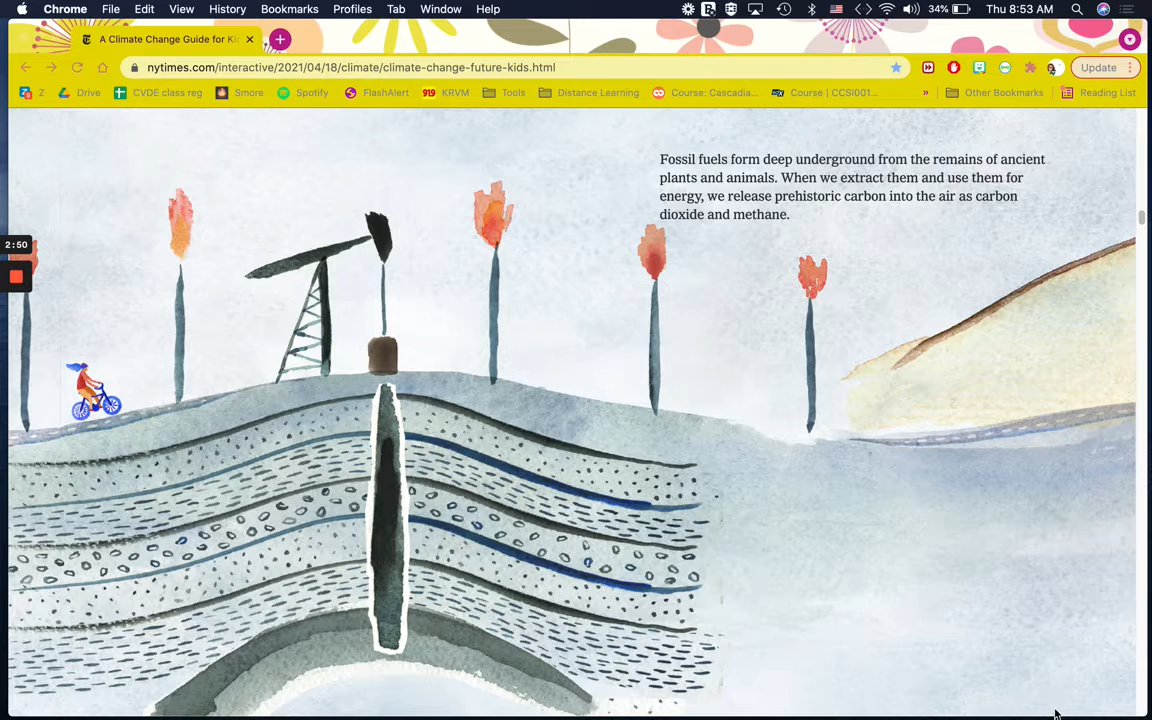 Chrome File Edit View History Bookmarks Profiles Tab Window Help 34% Thu 8:53 AM
A Climate Change Guide for Ki
nytimes.com/interactive/2021/04/18/climate/climate-change-future-kids.html Update
Z Drive CVDE class reg Smore Spotify FlashAlert 919 KRVM Tools Distance Learning Course: Cascadia... Course | CCSI001... » Other Bookmarks Reading List
Fossil fuels form deep underground from the remains of ancient
plants and animals. When we extract them and use them for
energy, we release prehistoric carbon into the air as carbon
dioxide and methane.
2:50